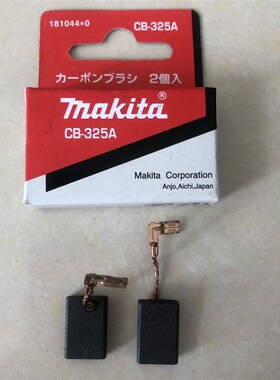 181044+0
CB-325A
カーボンブラシ 2個入
makita®
CB-325A
Makita Corporation
Anjo,Aichi,Japan
325